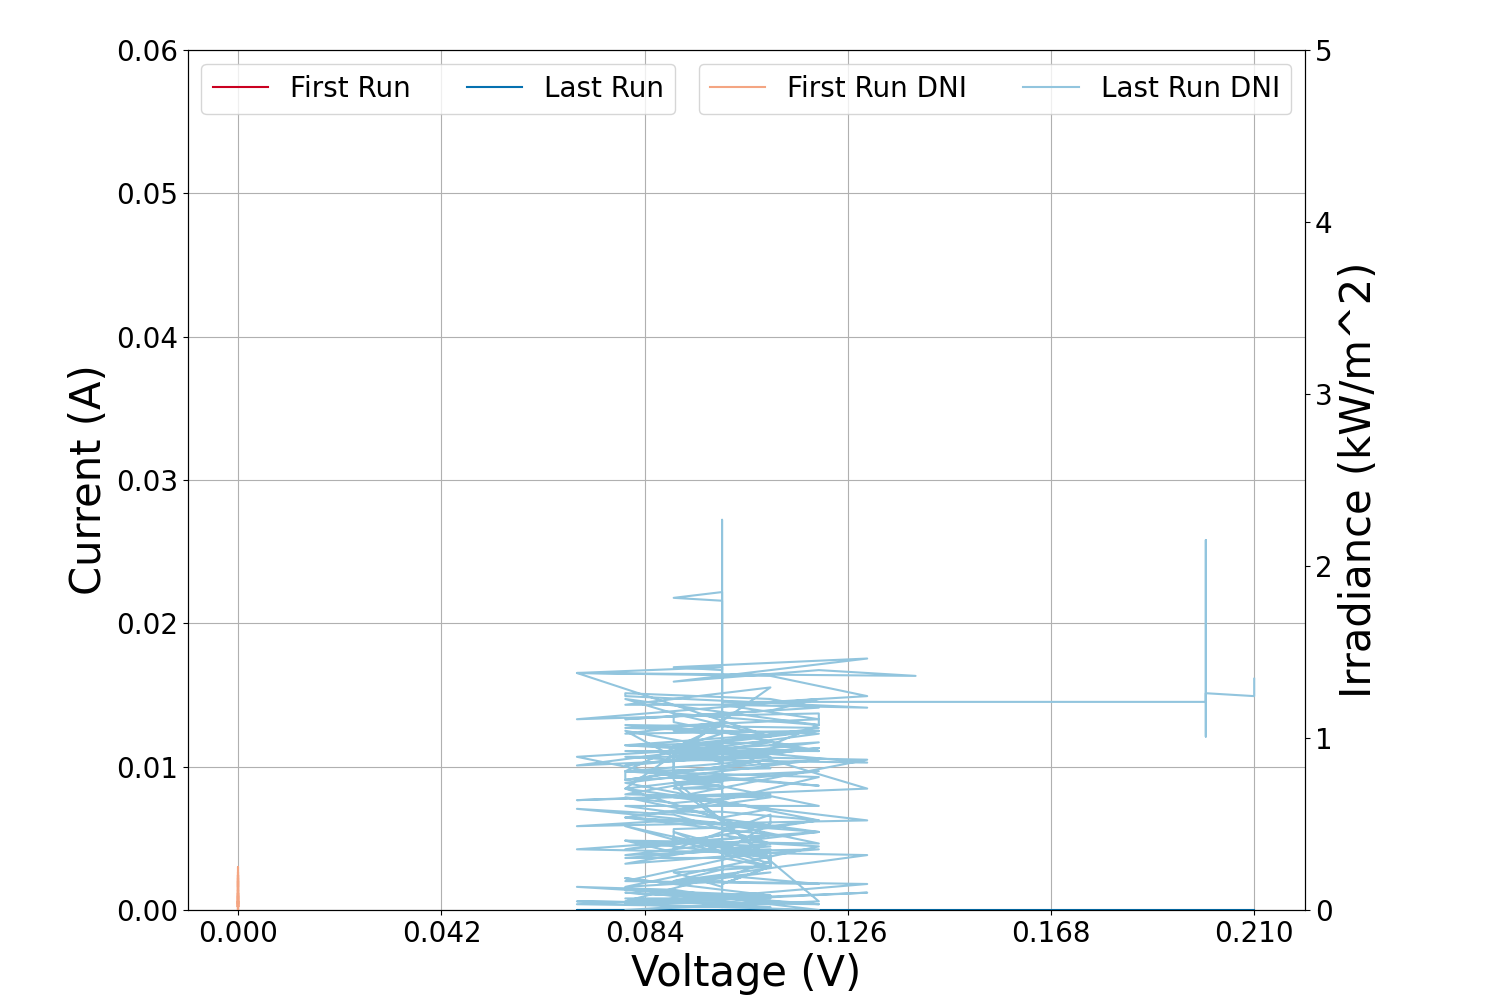 First Run
Last Run
First Run DNI
Last Run DNI
Current (A)
0.06
0.05
0.04
0.03
0.02
0.01
0.00
5
4
3
2
1
0
Irradiance (kW/m^2)
0.000
0.042
0.084
0.126
0.168
0.210
Voltage (V)